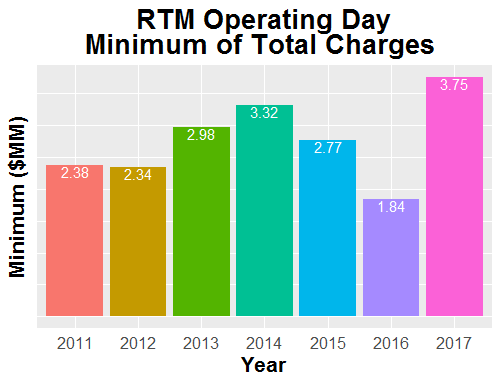 RTM Operating Day
Minimum of Total Charges
Minimum ($MM)
2.38
2.34
2.98
3.32
2.77
1.84
3.75
2011 2012 2013 2014 2015 2016 2017
Year